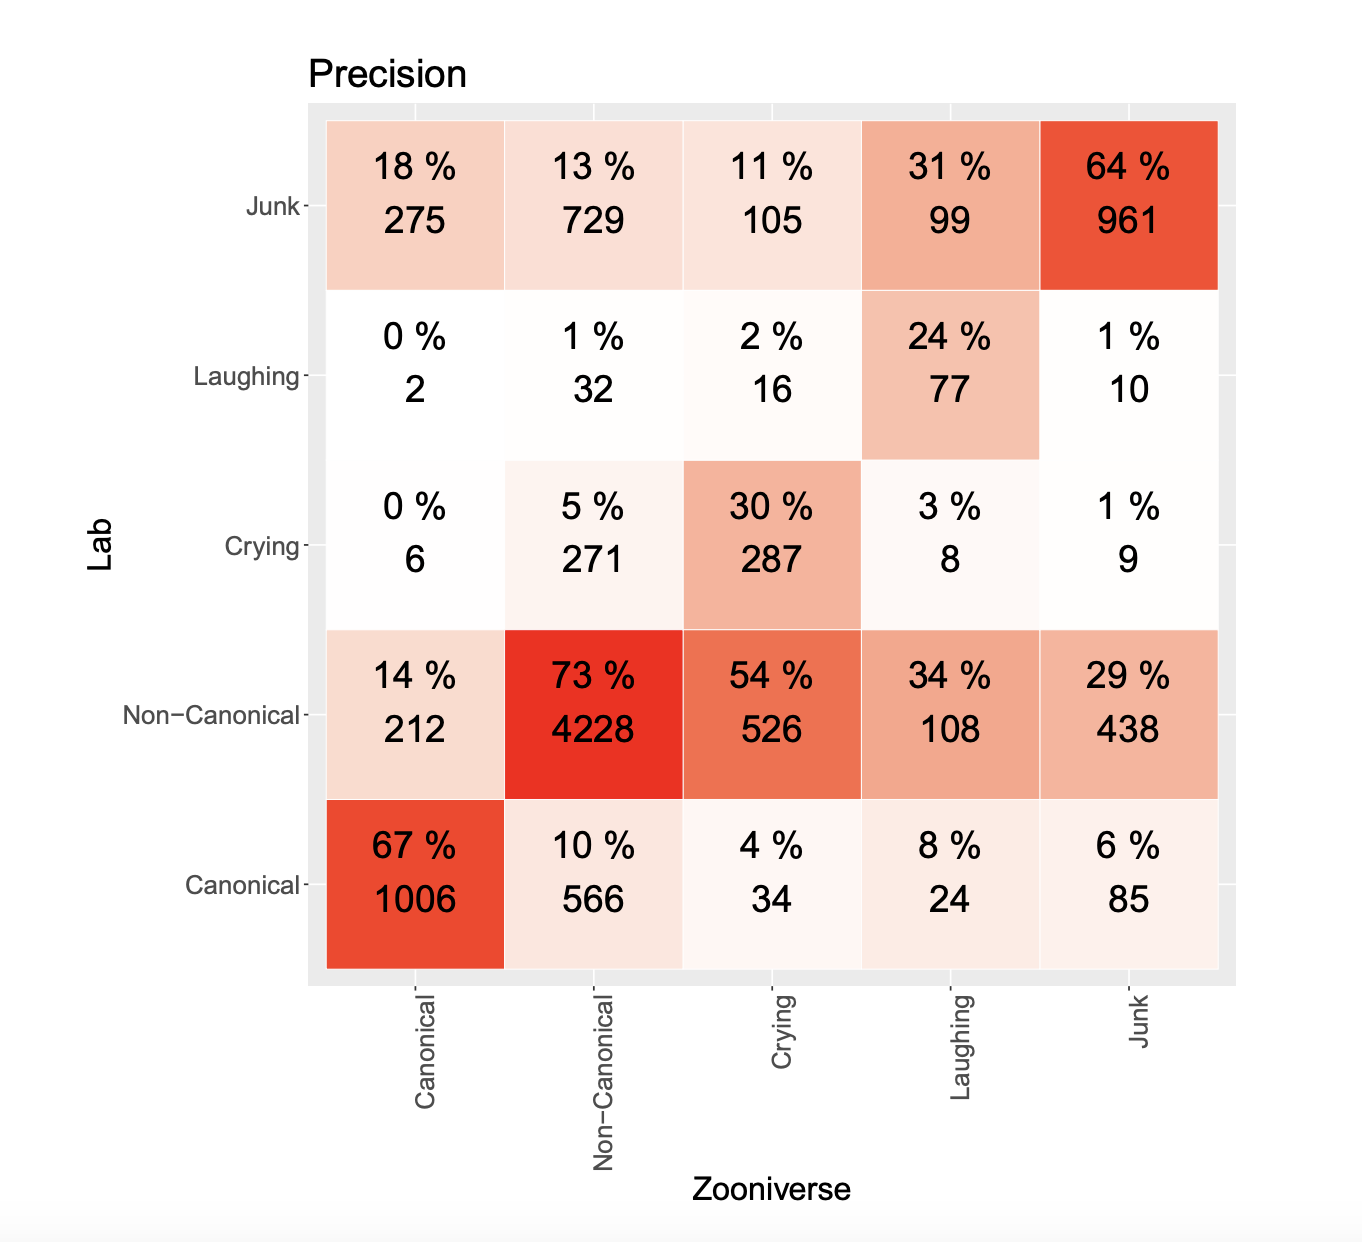 Precision
Junk
18 % 13 % 11 % 31 % 64 %
275 729 105 99 961
Laughing
0 % 1 % 2 % 24 % 1 %
2 32 16 77 10
Crying
0 % 5 % 30 % 3 % 1 %
6 271 287 8 9
Lab
Non−Canonical
14 % 73 % 54 % 34 % 29 %
212 4228 526 108 438
Canonical
67 % 10 % 4 % 8 % 6 %
1006 566 34 24 85
Canonical
Non−Canonical
Crying
Laughing
Junk
Zooniverse